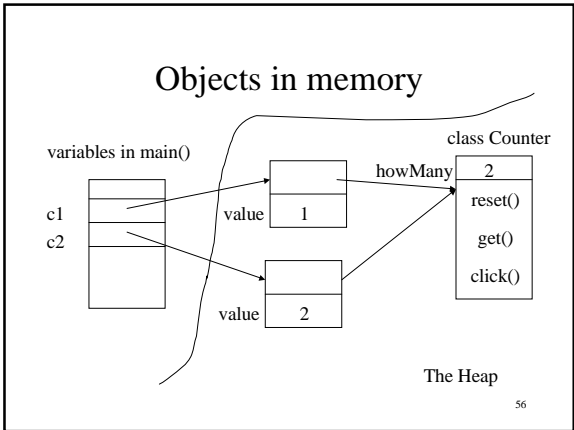 Objects in memory
class Counter
variables in main()
howMany
2
c1
value
1
reset()
c2
get()
click()
value
2
The Heap
56